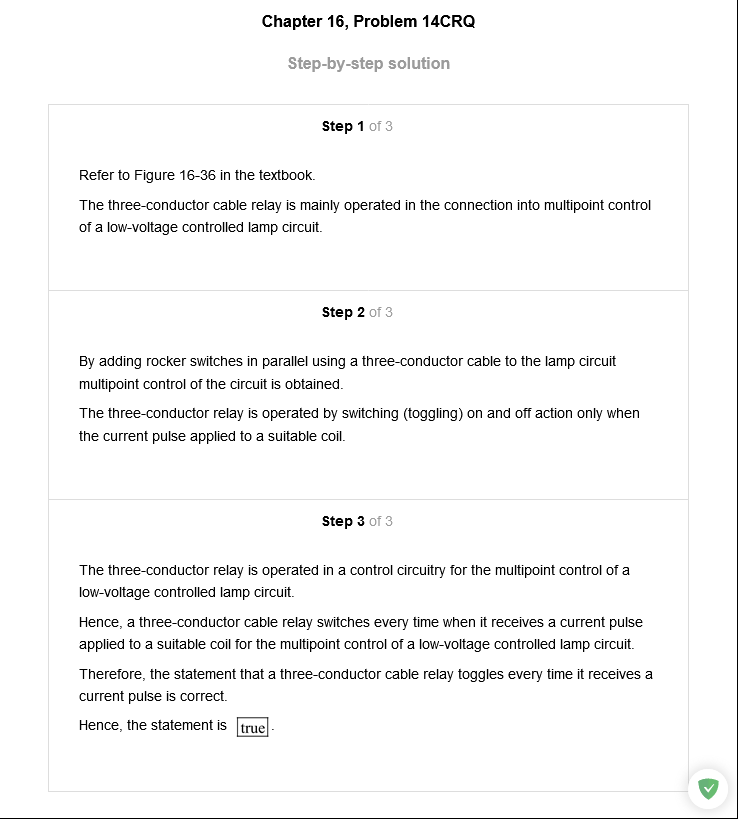 Chapter 16, Problem 14CRQ
Step-by-step solution
Step 1 of 3
Refer to Figure 16-36 in the textbook.
The three-conductor cable relay is mainly operated in the connection into multipoint control
of a low-voltage controlled lamp circuit.
Step 2 of 3
By adding rocker switches in parallel using a three-conductor cable to the lamp circuit
multipoint control of the circuit is obtained.
The three-conductor relay is operated by switching (toggling) on and off action only when
the current pulse applied to a suitable coil.
Step 3 of 3
The three-conductor relay is operated in a control circuitry for the multipoint control of a
low-voltage controlled lamp circuit.
Hence, a three-conductor cable relay switches every time when it receives a current pulse
applied to a suitable coil for the multipoint control of a low-voltage controlled lamp circuit.
Therefore, the statement that a three-conductor cable relay toggles every time it receives a
current pulse is correct.
Hence, the statement is true.